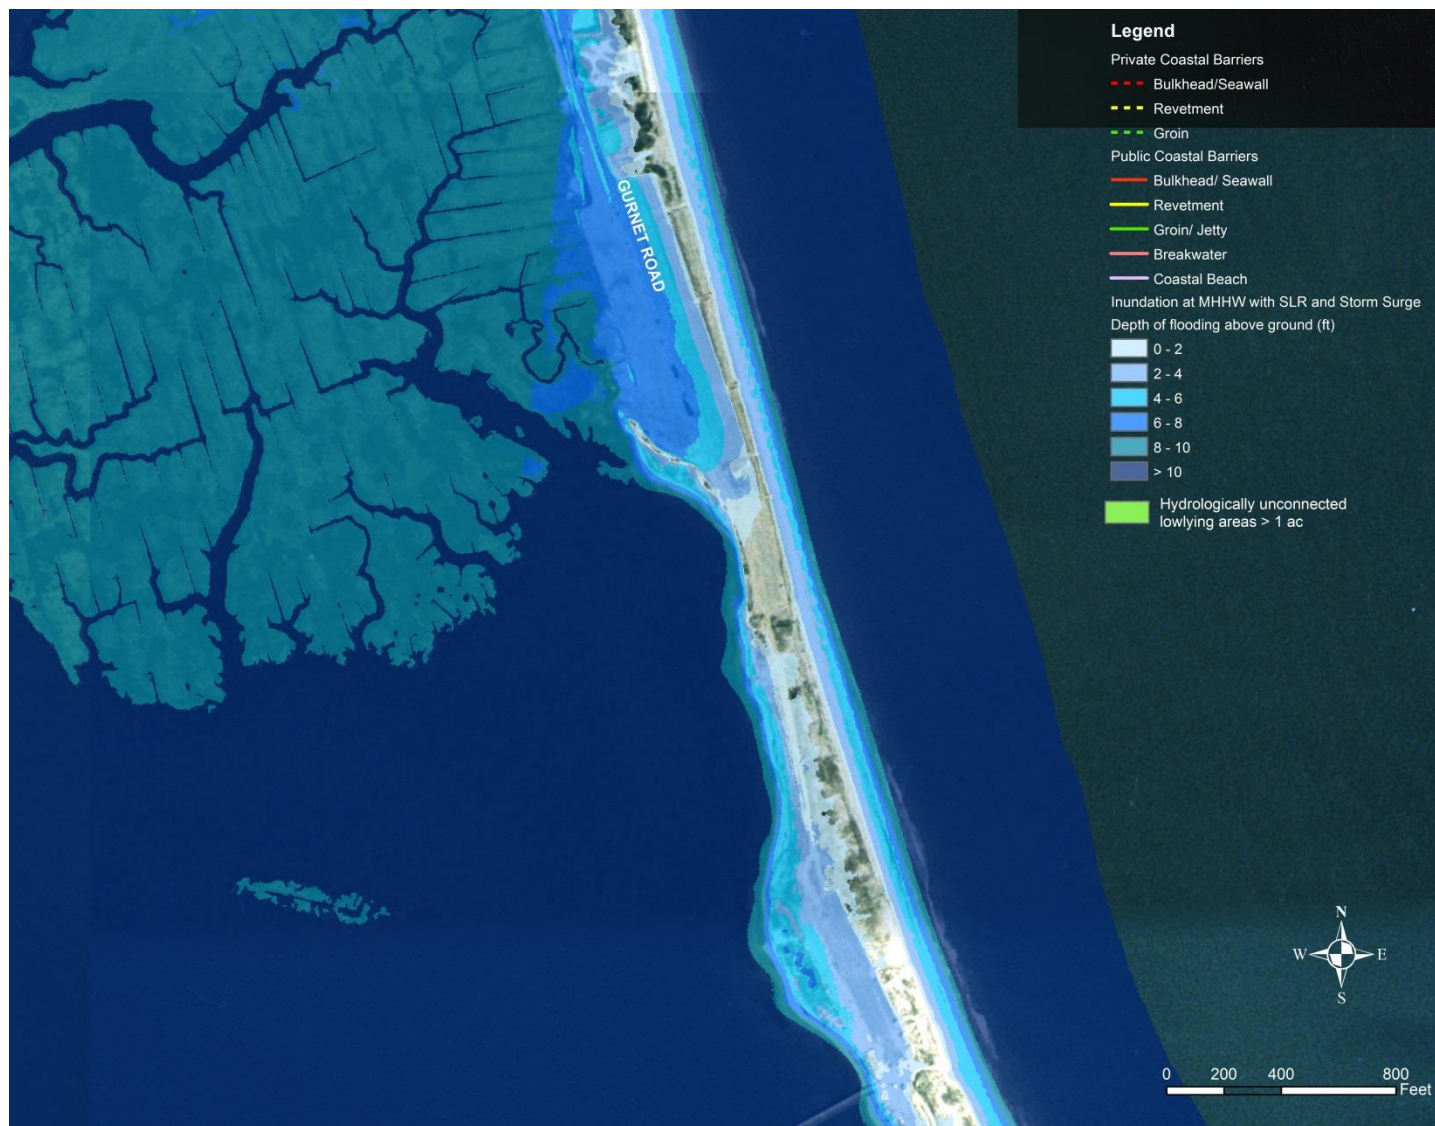 Legend
Private Coastal Barriers
Bulkhead/Seawall
Revetment
Groin
Public Coastal Barriers
Bulkhead/ Seawall
Revetment
Groin/ Jetty
Breakwater
Coastal Beach
Inundation at MHHW with SLR and Storm Surge
Depth of flooding above ground (ft)
0 - 2
2 - 4
4 - 6
6 - 8
8 - 10
> 10
Hydrologically unconnected
lowlying areas > 1 ac
GURNET ROAD
N
W E
S
0 200 400 800
Feet